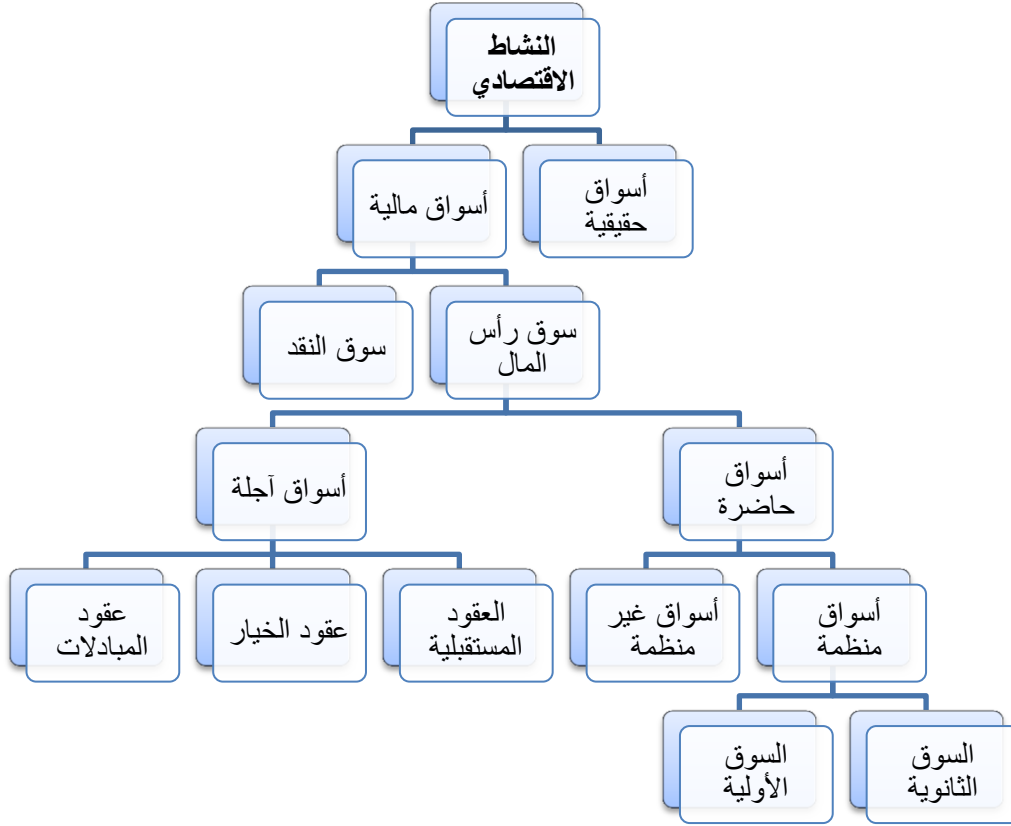 النشاط
الاقتصادي
أسواق
حقيقية
أسواق مالية
سوق رأس
المال
سوق النقد
أسواق
حاضرة
أسواق آجلة
أسواق
منظمة
أسواق غير
منظمة
العقود
المستقبلية
عقود الخيار
عقود
المبادلات
السوق
الثانوية
السوق
الأولية